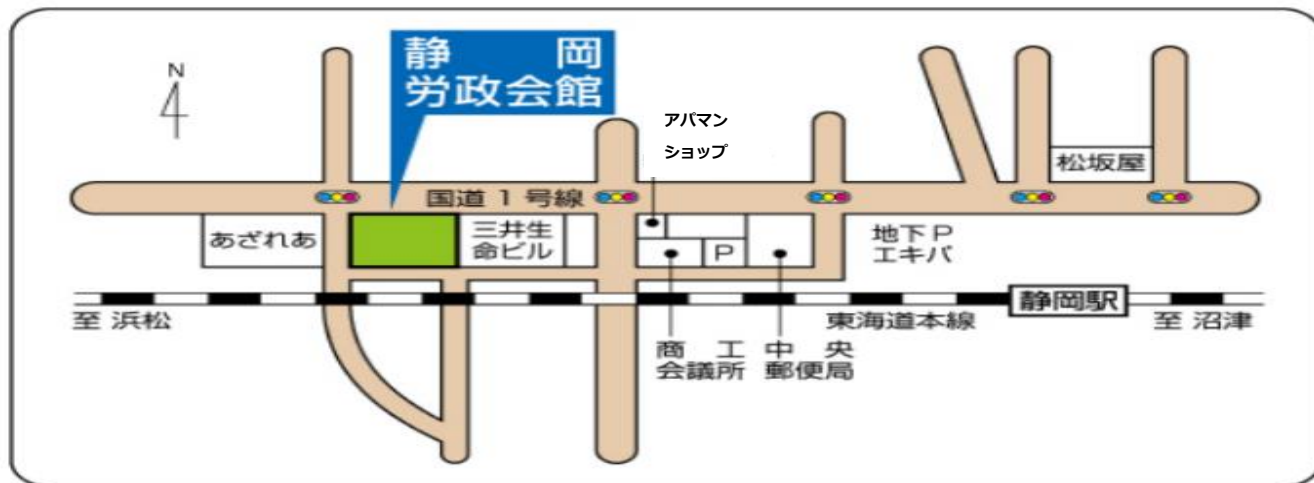 静岡
労政会館
N
アパマン
ショップ
松坂屋
国道1号線
あざれあ
三井生
命ビル
P
地下P
エキパ
静岡駅
至 浜松
東海道本線
至 沼津
商工
会議所
中央
郵便局